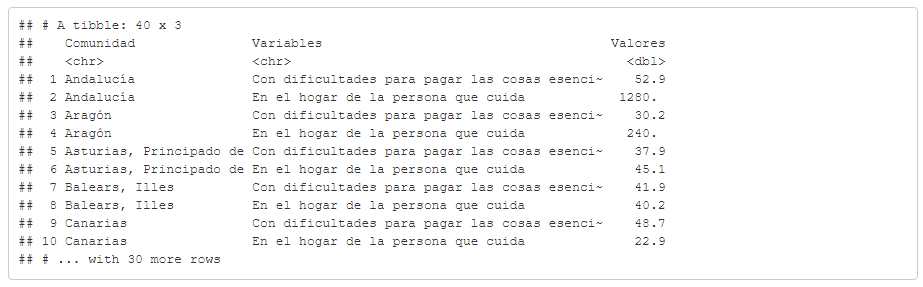 ## # A tibble: 40 x 3
##    Comunidad               Variables                                     Valores
##    <chr>                   <chr>                                           <dbl>
##  1 Andalucía               Con dificultades para pagar las cosas esenci~    52.9
##  2 Andalucía               En el hogar de la persona que cuida            1280.
##  3 Aragón                  Con dificultades para pagar las cosas esenci~    30.2
##  4 Aragón                  En el hogar de la persona que cuida             240.
##  5 Asturias, Principado de Con dificultades para pagar las cosas esenci~    37.9
##  6 Asturias, Principado de En el hogar de la persona que cuida              45.1
##  7 Balears, Illes          Con dificultades para pagar las cosas esenci~    41.9
##  8 Balears, Illes          En el hogar de la persona que cuida              40.2
##  9 Canarias                Con dificultades para pagar las cosas esenci~    48.7
## 10 Canarias                En el hogar de la persona que cuida              22.9
## # ... with 30 more rows